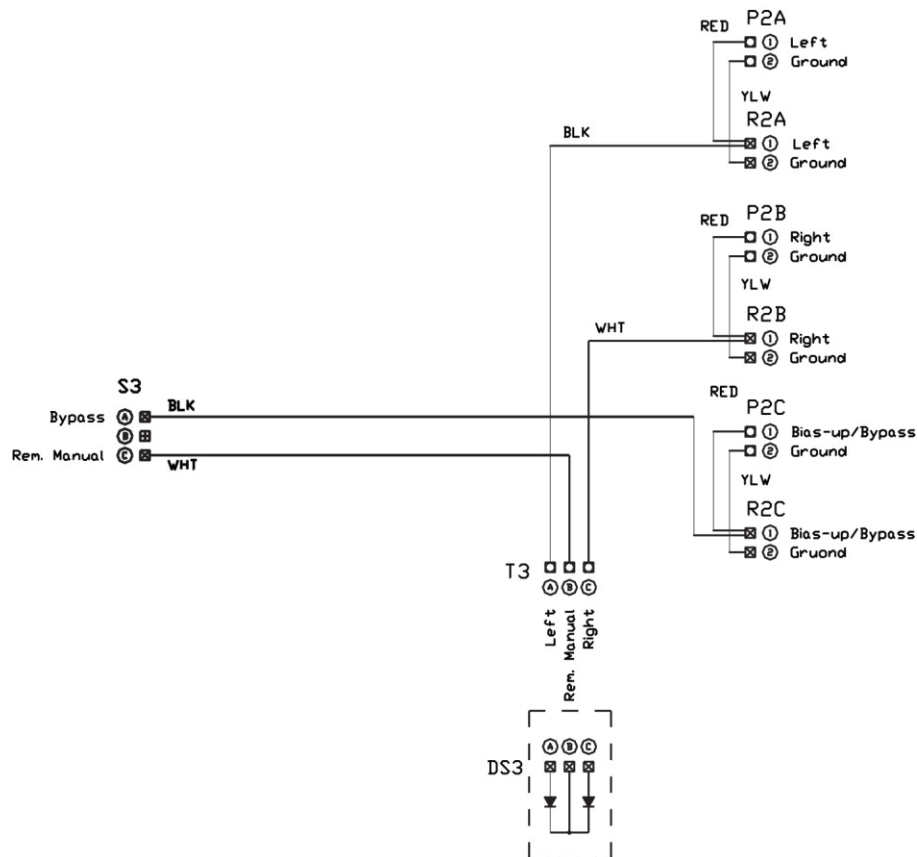 P2A
RED
① Left
② Ground
YLW
R2A
BLK
① Left
② Ground
P2B
RED
① Right
② Ground
YLW
R2B
WHT
① Right
② Ground
S3
RED
BLK
P2C
Bypass Ⓐ
Ⓑ
① Bias-up/Bypass
② Ground
Rem. Manual Ⓒ
WHT
YLW
R2C
① Bias-up/Bypass
② Gruond
T3
Ⓐ Ⓑ Ⓒ
Left
Rem. Manual
Right
Ⓐ Ⓑ Ⓒ
DS3